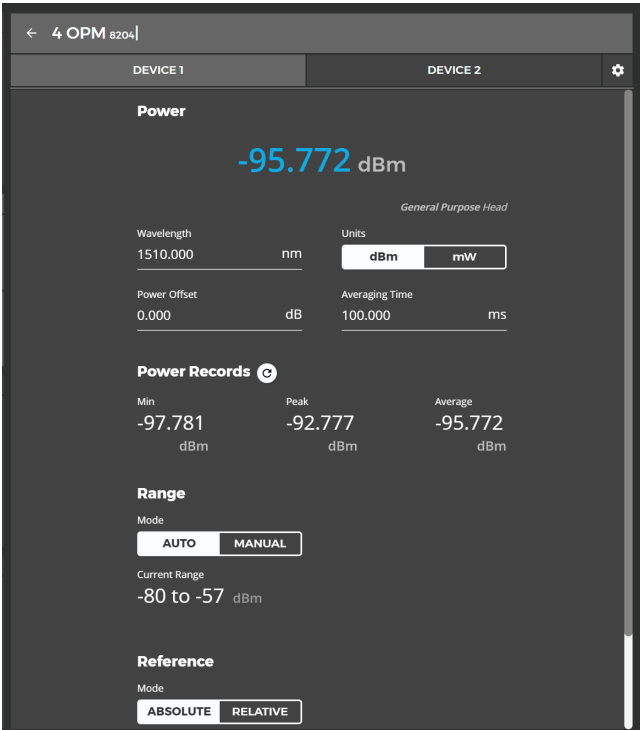 4 OPM 8204
DEVICE 1 DEVICE 2
Power
-95.772 dBm
General Purpose Head
Wavelength Units
1510.000 nm dBm mW
Power Offset Averaging Time
0.000 dB 100.000 ms
Power Records
Min Peak Average
-97.781 -92.777 -95.772
dBm dBm dBm
Range
Mode
AUTO MANUAL
Current Range
-80 to -57 dBm
Reference
Mode
ABSOLUTE RELATIVE